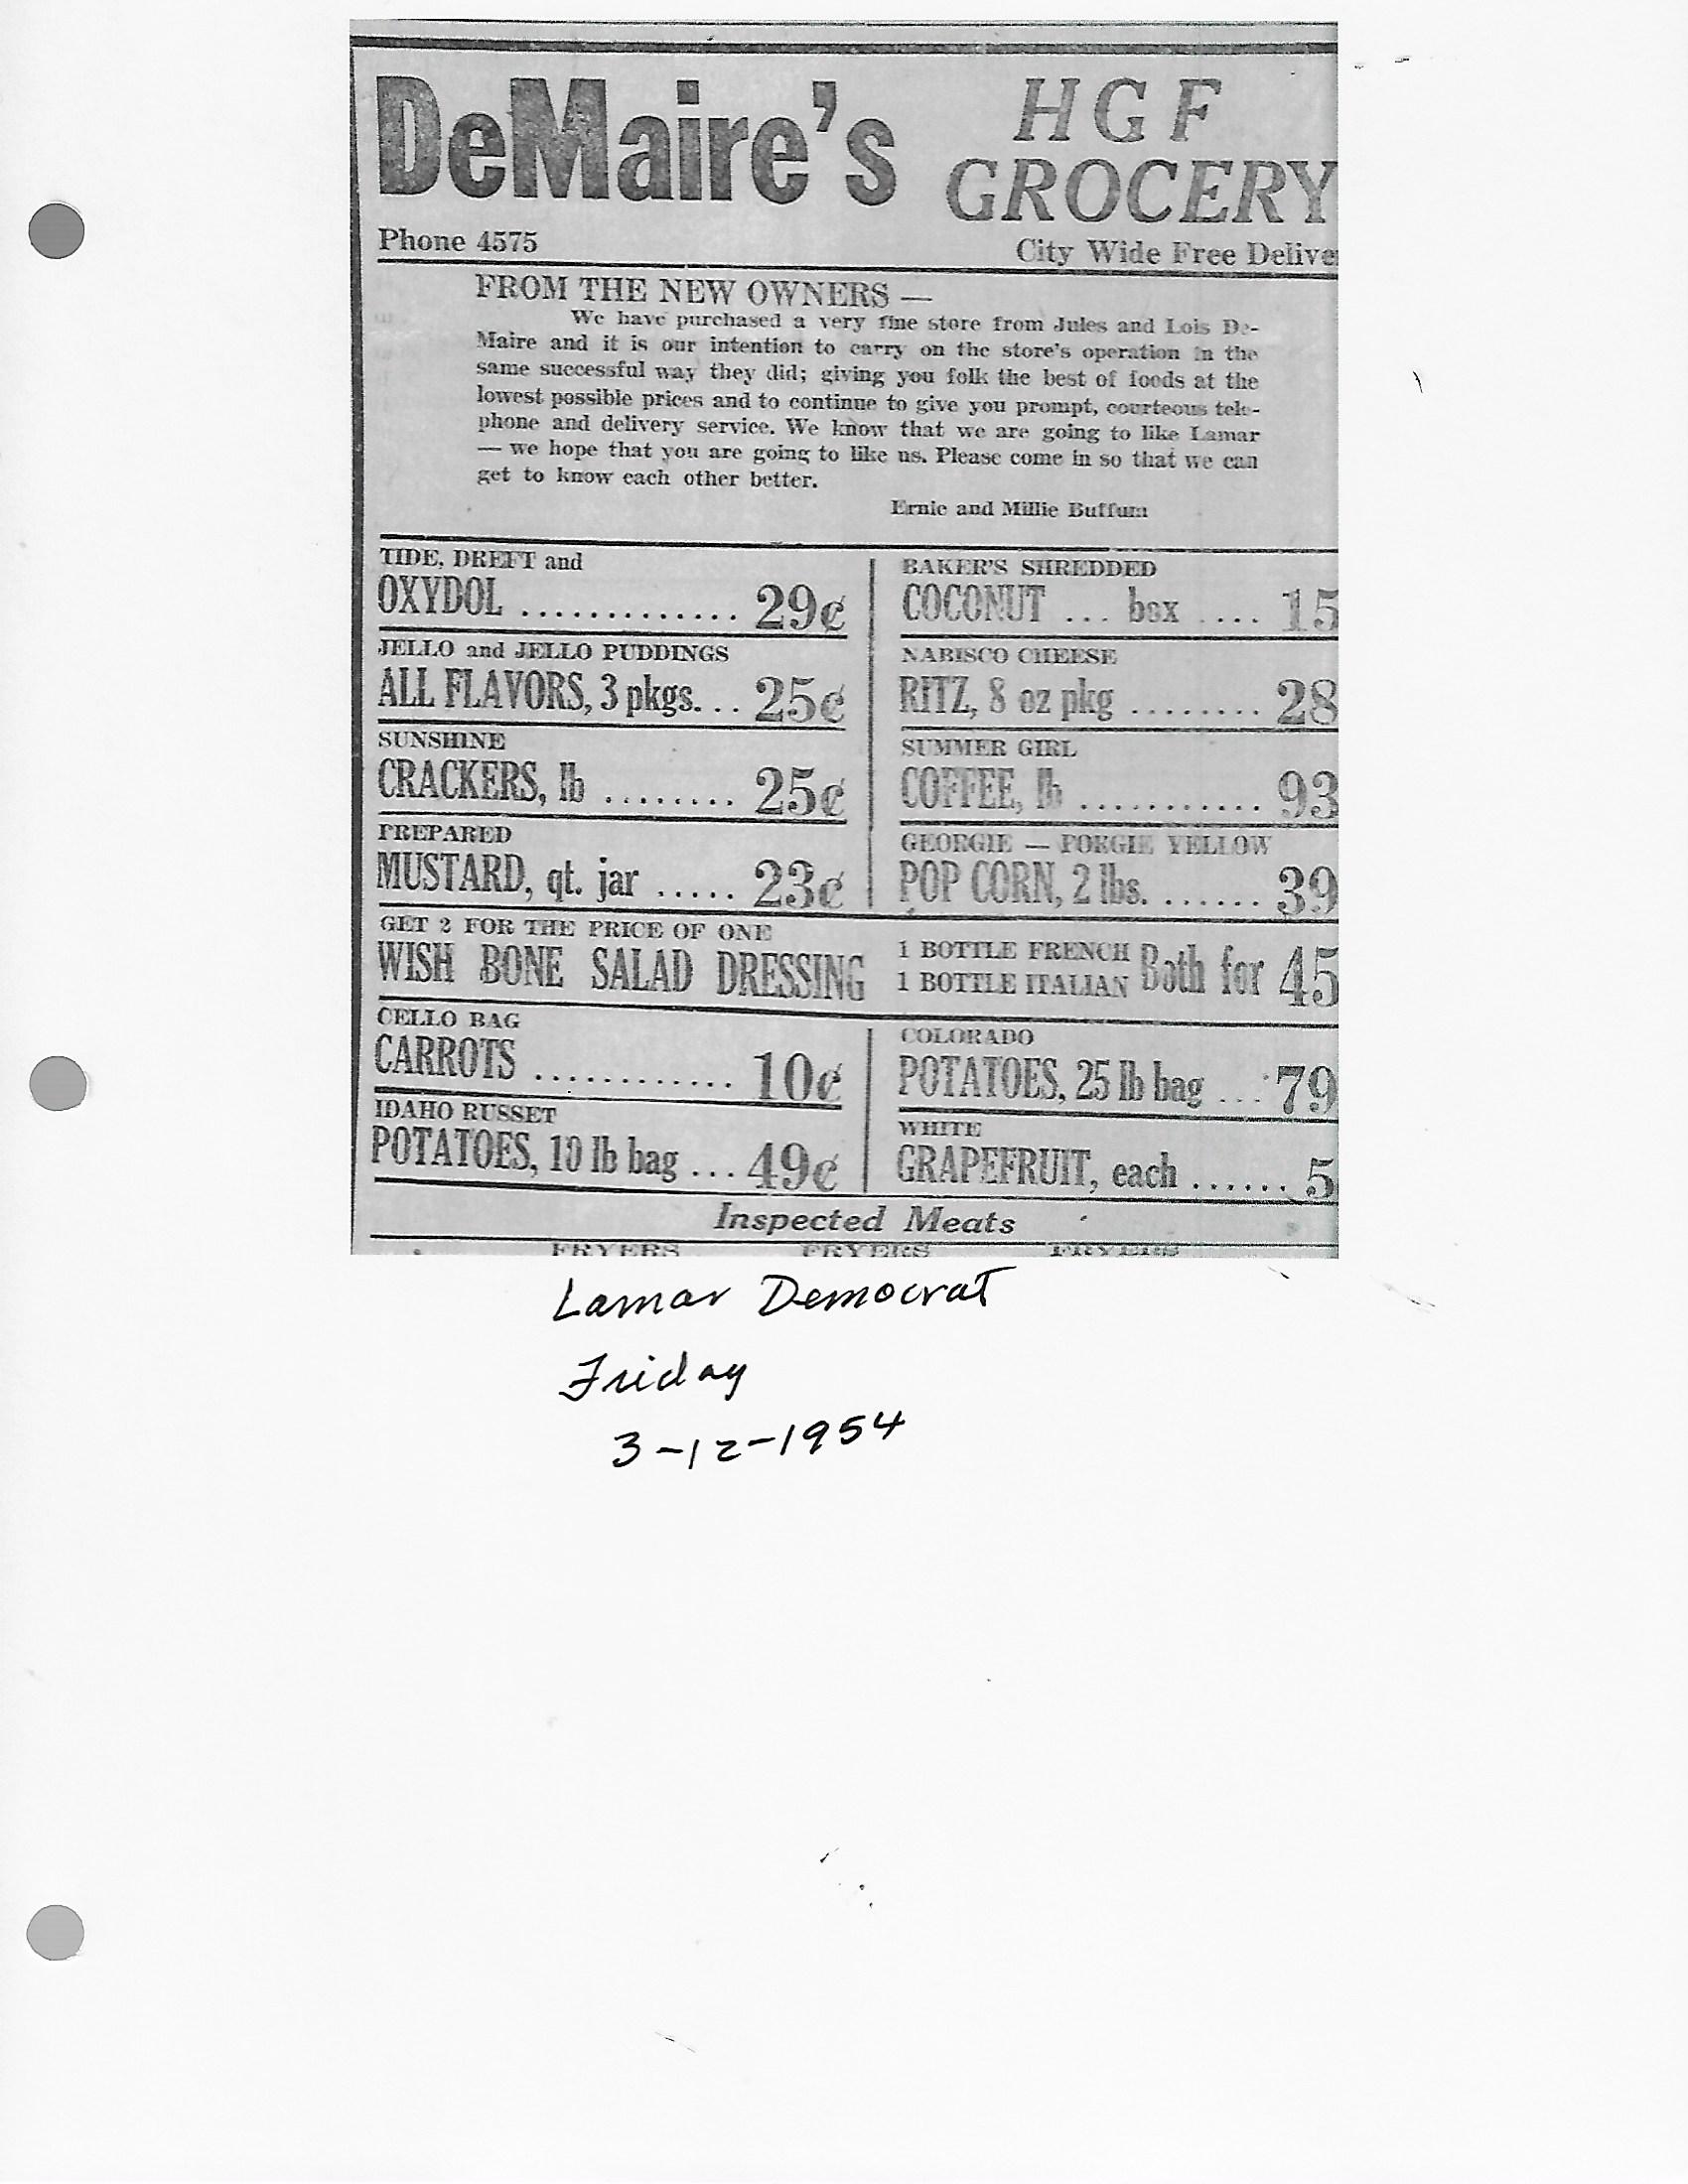 DeMaire's
H G F
GROCERY
Phone 4575
City Wide Free Delive
FROM THE NEW OWNERS —
We have purchased a very fine store from Jules and Lois De-
Maire and it is our intention to carry on the store's operation in the
same successful way they did; giving you folk the best of foods at the
lowest possible prices and to continue to give you prompt, courteous tele-
phone and delivery service. We know that we are going to like Lamar
— we hope that you are going to like us. Please come in so that we can
get to know each other better.
Ernie and Millie Buffum
TIDE, DREFT and
OXYDOL ............. 29¢
JELLO and JELLO PUDDINGS
ALL FLAVORS, 3 pkgs. .. 25¢
SUNSHINE
CRACKERS, lb ........ 25¢
PREPARED
MUSTARD, qt. jar ..... 23¢
BAKER'S SHREDDED
COCONUT ... box .... 15
NABISCO CHEESE
RITZ, 8 oz pkg ........ 28
SUMMER GIRL
COFFEE, lb ........... 93
GEORGIE — PORGIE YELLOW
POP CORN, 2 lbs. ...... 39
GET 2 FOR THE PRICE OF ONE
WISH BONE SALAD DRESSING
1 BOTTLE FRENCH
1 BOTTLE ITALIAN
Both for 45
CELLO BAG
CARROTS ............ 10¢
IDAHO RUSSET
POTATOES, 10 lb bag ... 49¢
COLORADO
POTATOES, 25 lb bag ... 79
WHITE
GRAPEFRUIT, each ...... 5
Inspected Meats
FRYERS FRYERS FRYERS
Lamar Democrat
Friday
3-12-1954